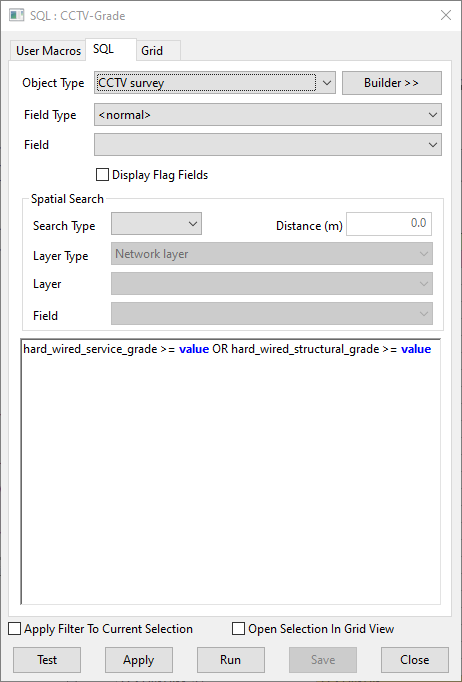 SQL : CCTV-Grade
User Macros SQL Grid
Object Type CCTV survey Builder >>
Field Type <normal>
Field
Display Flag Fields
Spatial Search
Search Type Distance (m) 0.0
Layer Type Network layer
Layer
Field
hard_wired_service_grade >= value OR hard_wired_structural_grade >= value
Apply Filter To Current Selection Open Selection In Grid View
Test Apply Run Save Close